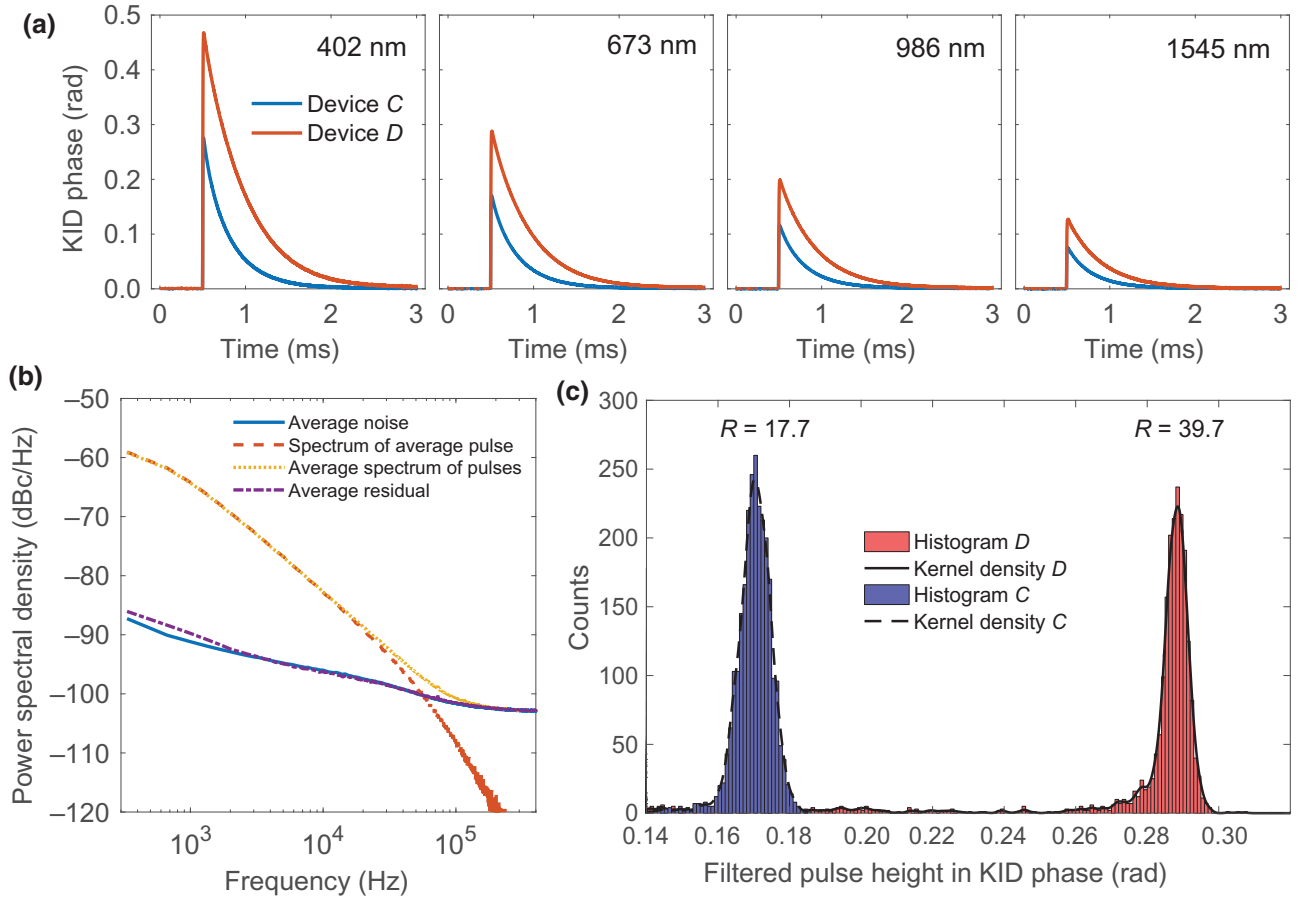 (a)
402 nm
673 nm
986 nm
1545 nm
Device C
Device D
KID phase (rad)
0.5
0.4
0.3
0.2
0.1
0.0
0 1 2 3
0 1 2 3
0 1 2 3
0 1 2 3
Time (ms)
Time (ms)
Time (ms)
Time (ms)
(b)
Average noise
Spectrum of average pulse
Average spectrum of pulses
Average residual
Power spectral density (dBc/Hz)
–50
–60
–70
–80
–90
–100
–110
–120
10³ 10⁴ 10⁵
Frequency (Hz)
(c)
R = 17.7
R = 39.7
Histogram D
Kernel density D
Histogram C
Kernel density C
Counts
300
250
200
150
100
50
0
0.14 0.16 0.18 0.20 0.22 0.24 0.26 0.28 0.30
Filtered pulse height in KID phase (rad)